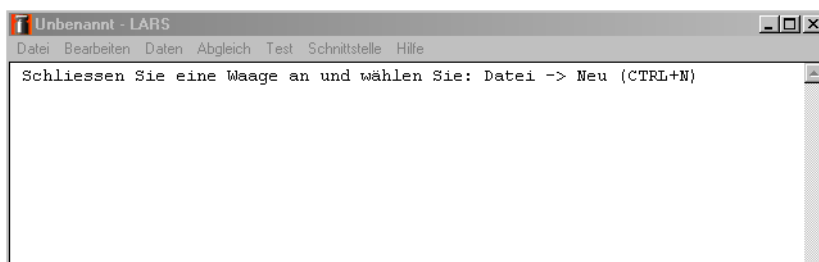 Unbenannt - LARS
Datei Bearbeiten Daten Abgleich Test Schnittstelle Hilfe
Schliessen Sie eine Waage an und wählen Sie: Datei -> Neu (CTRL+N)